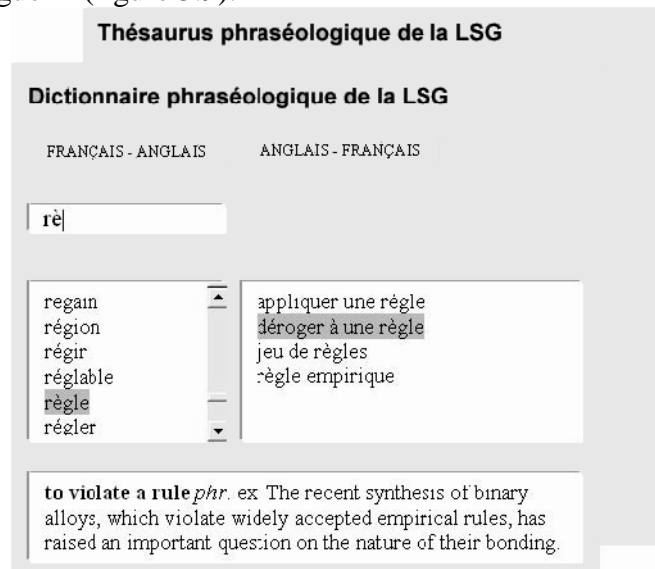 Thésaurus phraséologique de la LSG
Dictionnaire phraséologique de la LSG
FRANÇAIS - ANGLAIS ANGLAIS - FRANÇAIS
rè
regain
région
régir
réglable
règle
régler
appliquer une règle
déroger à une règle
jeu de règles
règle empirique
to violate a rule phr. ex The recent synthesis of binary
alloys, which violate widely accepted empirical rules, has
raised an important question on the nature of their bonding.